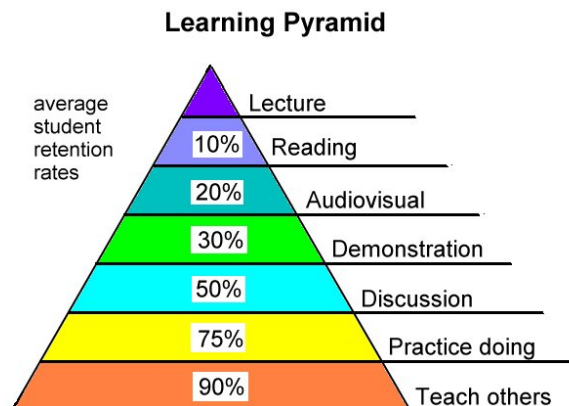 Learning Pyramid
average
student
retention
rates
Lecture
10% Reading
20% Audiovisual
30% Demonstration
50% Discussion
75% Practice doing
90% Teach others